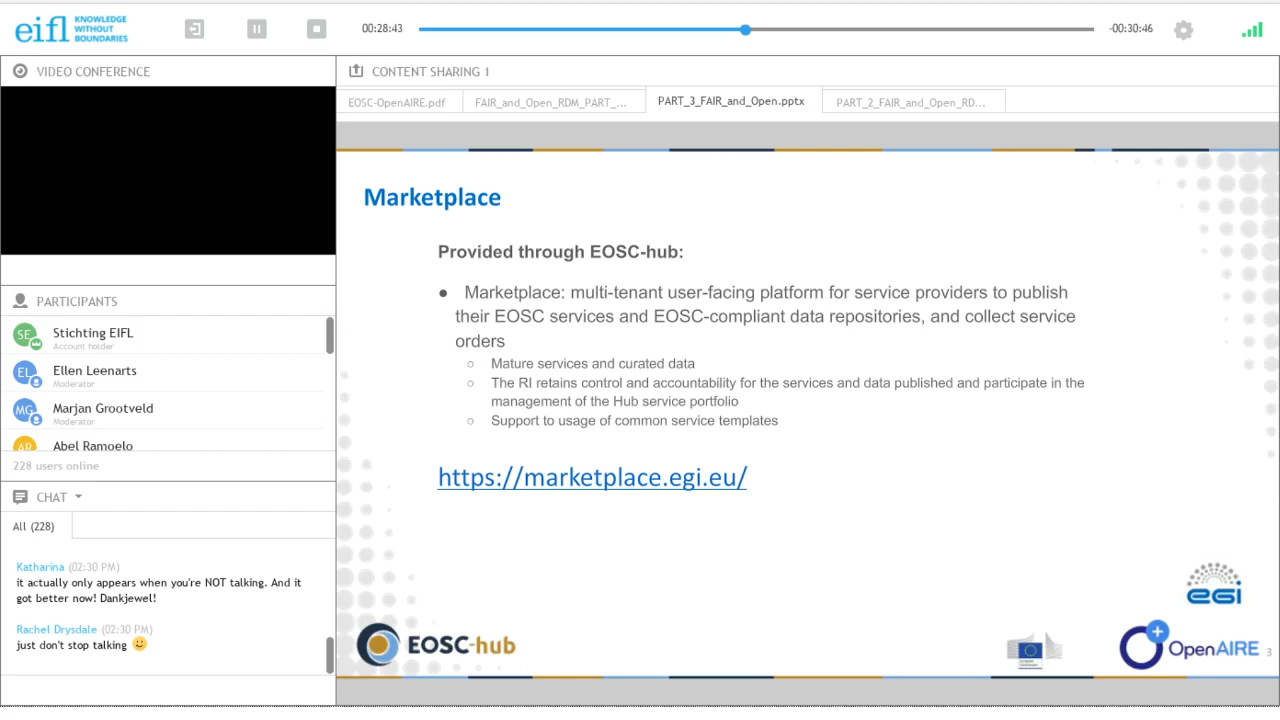 eifl KNOWLEDGE
WITHOUT
BOUNDARIES
00:28:43
-00:30:46
VIDEO CONFERENCE
CONTENT SHARING 1
EOSC-OpenAIRE.pdf
FAIR_and_Open_RDM_PART_...
PART_3_FAIR_and_Open.pptx
PART_2_FAIR_and_Open_RD...
PARTICIPANTS
SE Stichting EIFL
Account holder
EL Ellen Leenarts
Moderator
MG Marjan Grootveld
Moderator
AR Abel Ramoelo
228 users online
CHAT
All (228)
Katharina (02:30 PM)
it actually only appears when you're NOT talking. And it
got better now! Dankjewel!
Rachel Drysdale (02:30 PM)
just don't stop talking 🙂
Marketplace
Provided through EOSC-hub:
● Marketplace: multi-tenant user-facing platform for service providers to publish
their EOSC services and EOSC-compliant data repositories, and collect service
orders
○ Mature services and curated data
○ The RI retains control and accountability for the services and data published and participate in the
management of the Hub service portfolio
○ Support to usage of common service templates
https://marketplace.egi.eu/
egi
EOSC-hub
OpenAIRE
3